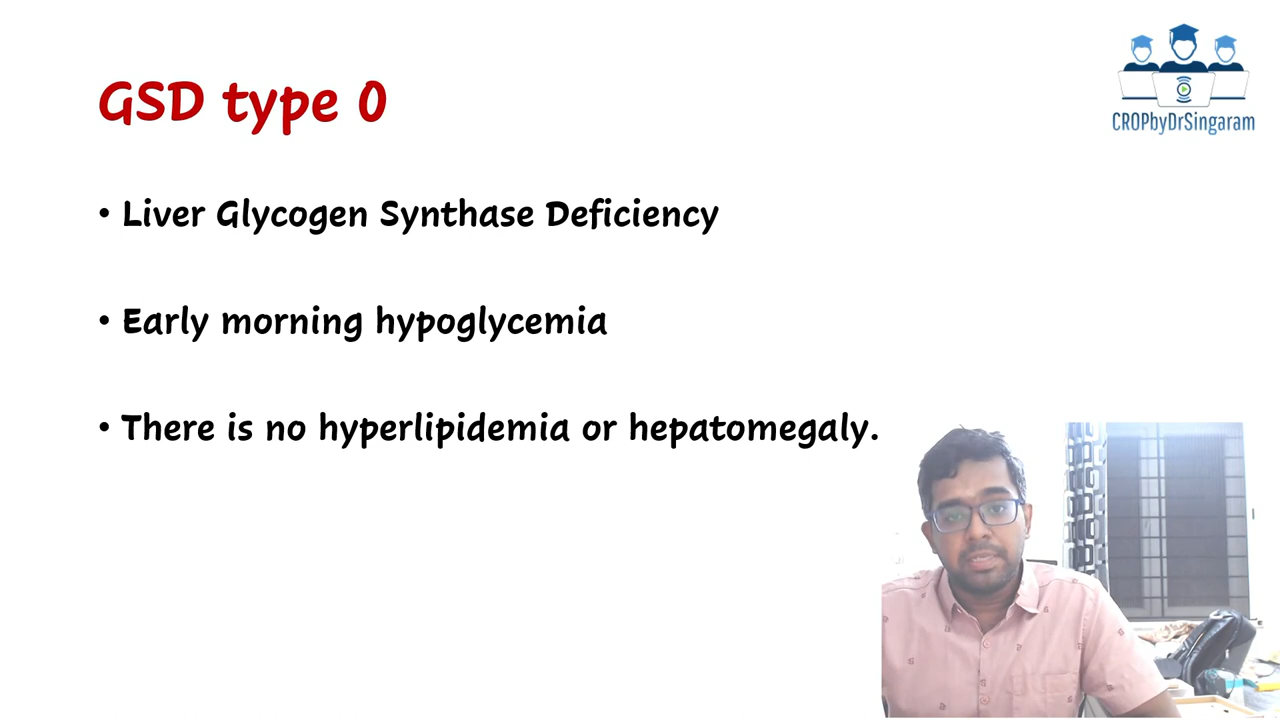 CROPbyDrSingaram
GSD type 0
• Liver Glycogen Synthase Deficiency
• Early morning hypoglycemia
• There is no hyperlipidemia or hepatomegaly.